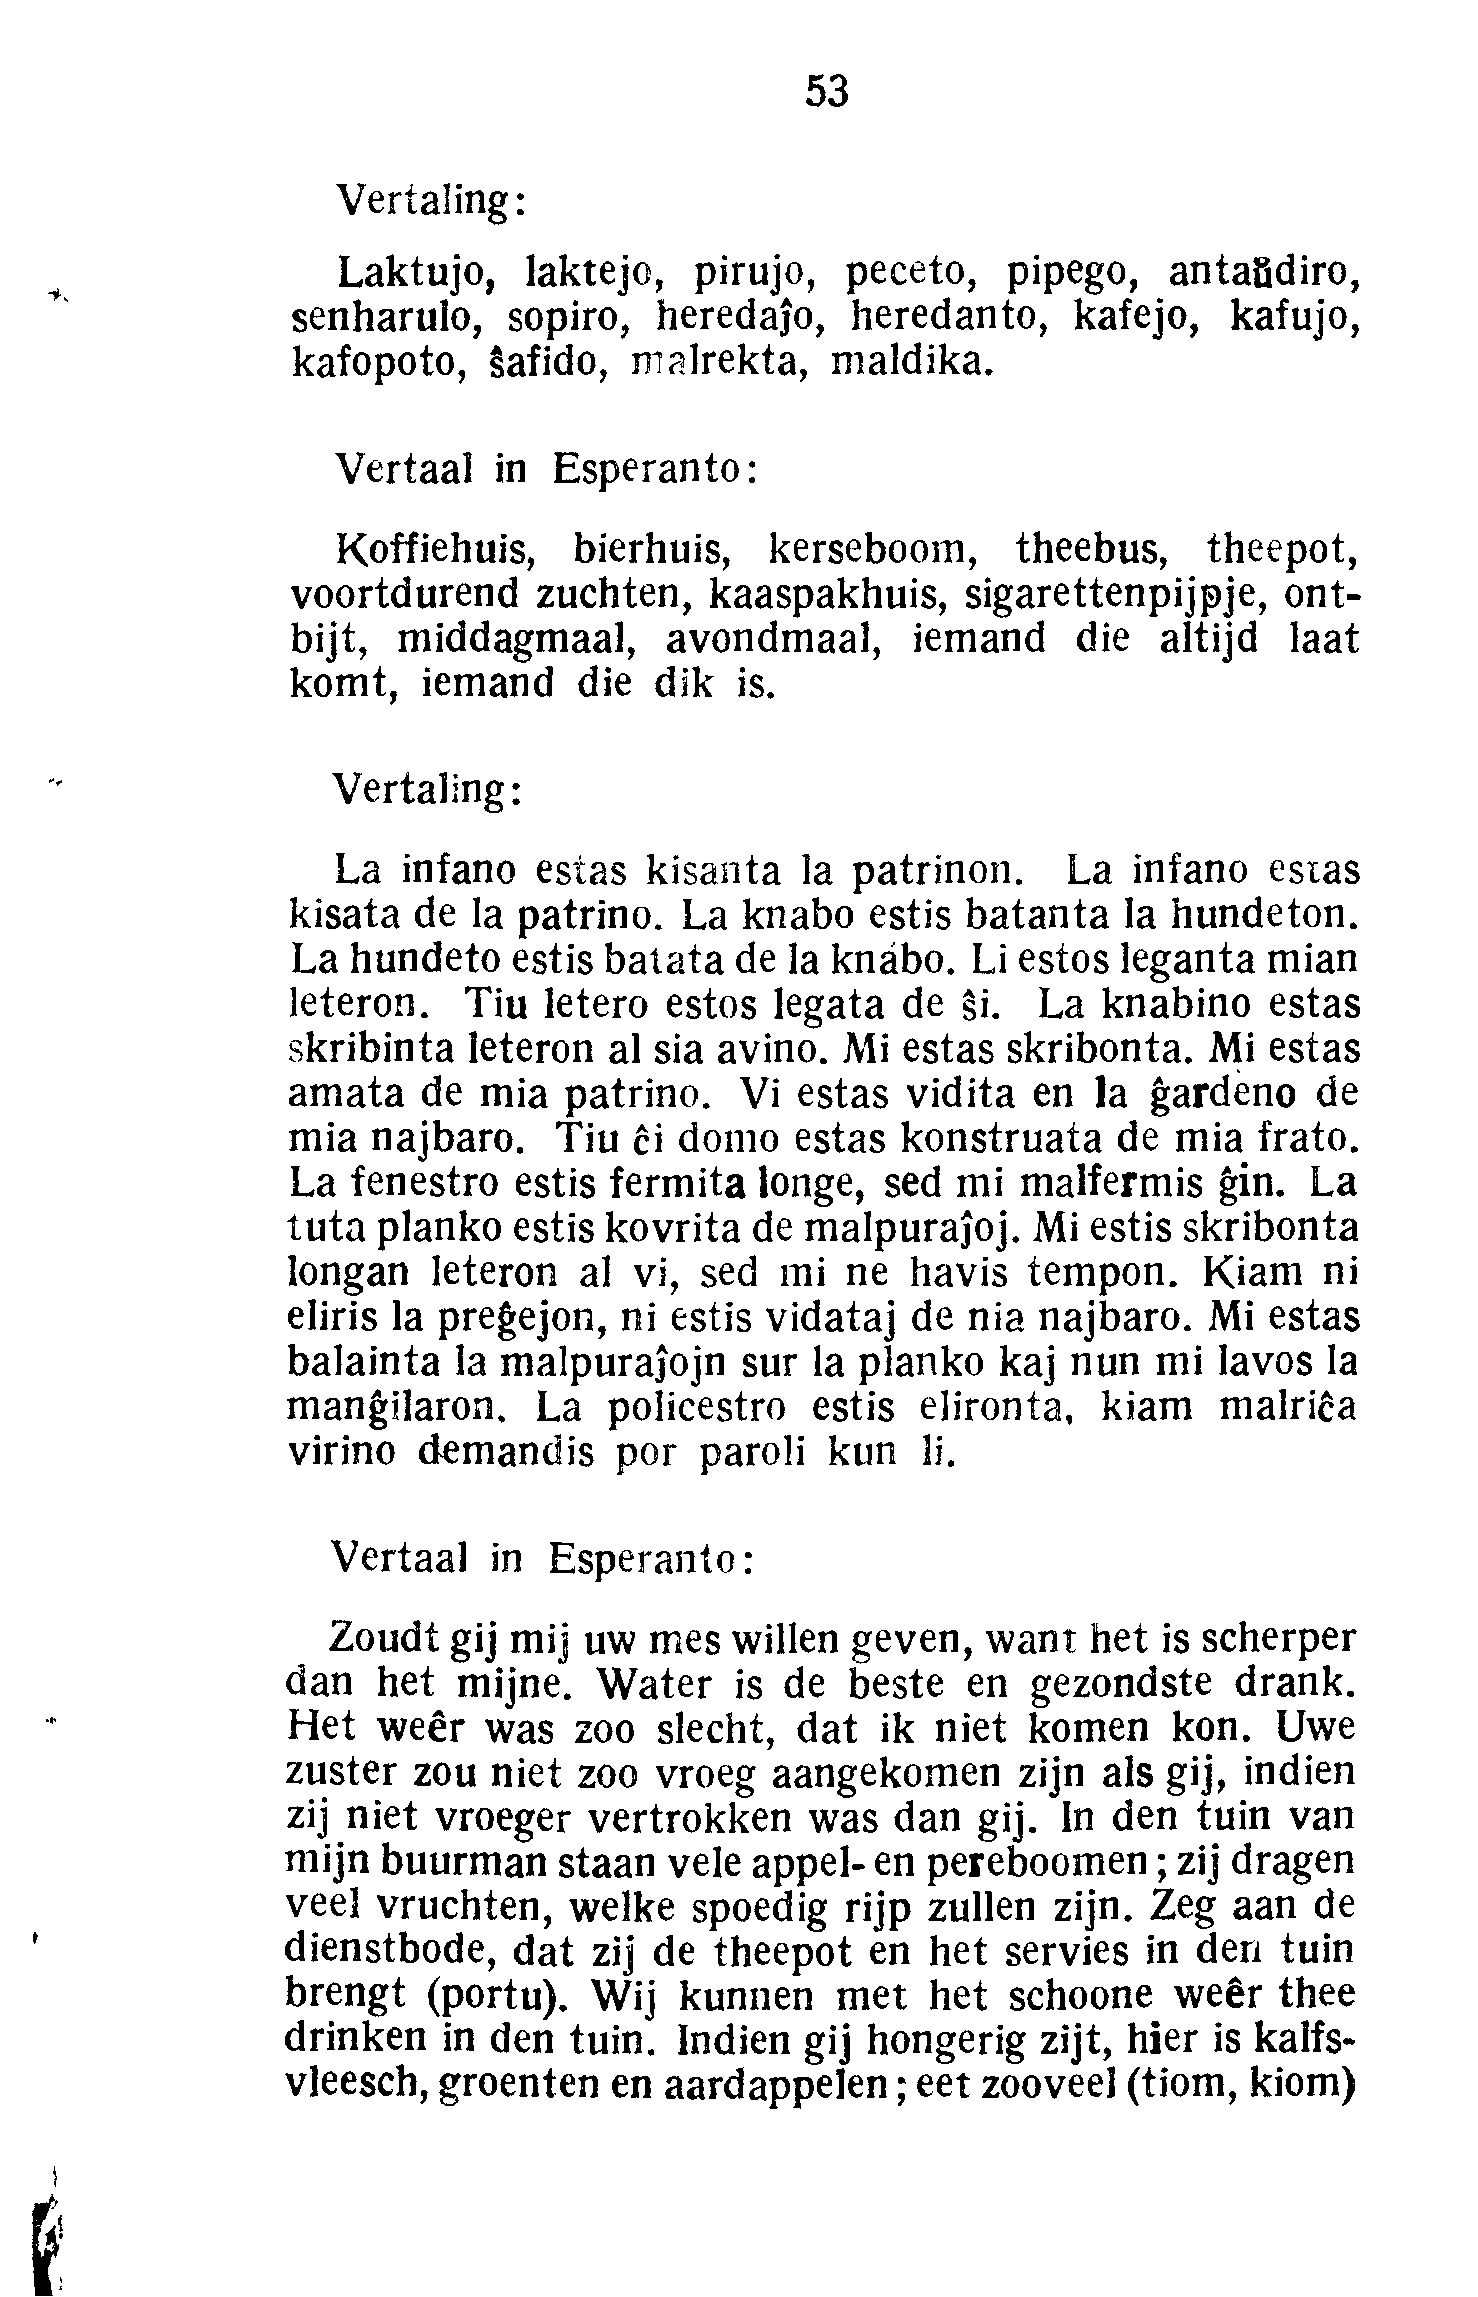 53
Vertaling:
Laktujo, laktejo, pirujo, peceto, pipego, antaŭdiro,
senharulo, sopiro, heredaĵo, heredanto, kafejo, kafujo,
kafopoto, ŝafido, malrekta, maldika.
Vertaal in Esperanto:
Koffiehuis, bierhuis, kerseboom, theebus, theepot,
voortdurend zuchten, kaaspakhuis, sigarettenpijpje, ont-
bijt, middagmaal, avondmaal, iemand die altijd laat
komt, iemand die dik is.
Vertaling:
La infano estas kisanta la patrinon. La infano estas
kisata de la patrino. La knabo estis batanta la hundeton.
La hundeto estis batata de la knabo. Li estos leganta mian
leteron. Tiu letero estos legata de ŝi. La knabino estas
skribinta leteron al sia avino. Mi estas skribonta. Mi estas
amata de mia patrino. Vi estas vidita en la ĝardeno de
mia najbaro. Tiu ĉi domo estas konstruata de mia frato.
La fenestro estis fermita longe, sed mi malfermis ĝin. La
tuta planko estis kovrita de malpuraĵoj. Mi estis skribonta
longan leteron al vi, sed mi ne havis tempon. Kiam ni
eliris la preĝejon, ni estis vidataj de nia najbaro. Mi estas
balainta la malpuraĵojn sur la planko kaj nun mi lavos la
manĝilaron. La policestro estis elironta, kiam malriĉa
virino demandis por paroli kun li.
Vertaal in Esperanto:
Zoudt gij mij uw mes willen geven, want het is scherper
dan het mijne. Water is de beste en gezondste drank.
Het weêr was zoo slecht, dat ik niet komen kon. Uwe
zuster zou niet zoo vroeg aangekomen zijn als gij, indien
zij niet vroeger vertrokken was dan gij. In den tuin van
mijn buurman staan vele appel- en pereboomen; zij dragen
veel vruchten, welke spoedig rijp zullen zijn. Zeg aan de
dienstbode, dat zij de theepot en het servies in den tuin
brengt (portu). Wij kunnen met het schoone weêr thee
drinken in den tuin. Indien gij hongerig zijt, hier is kalfs-
vleesch, groenten en aardappelen; eet zooveel (tiom, kiom)